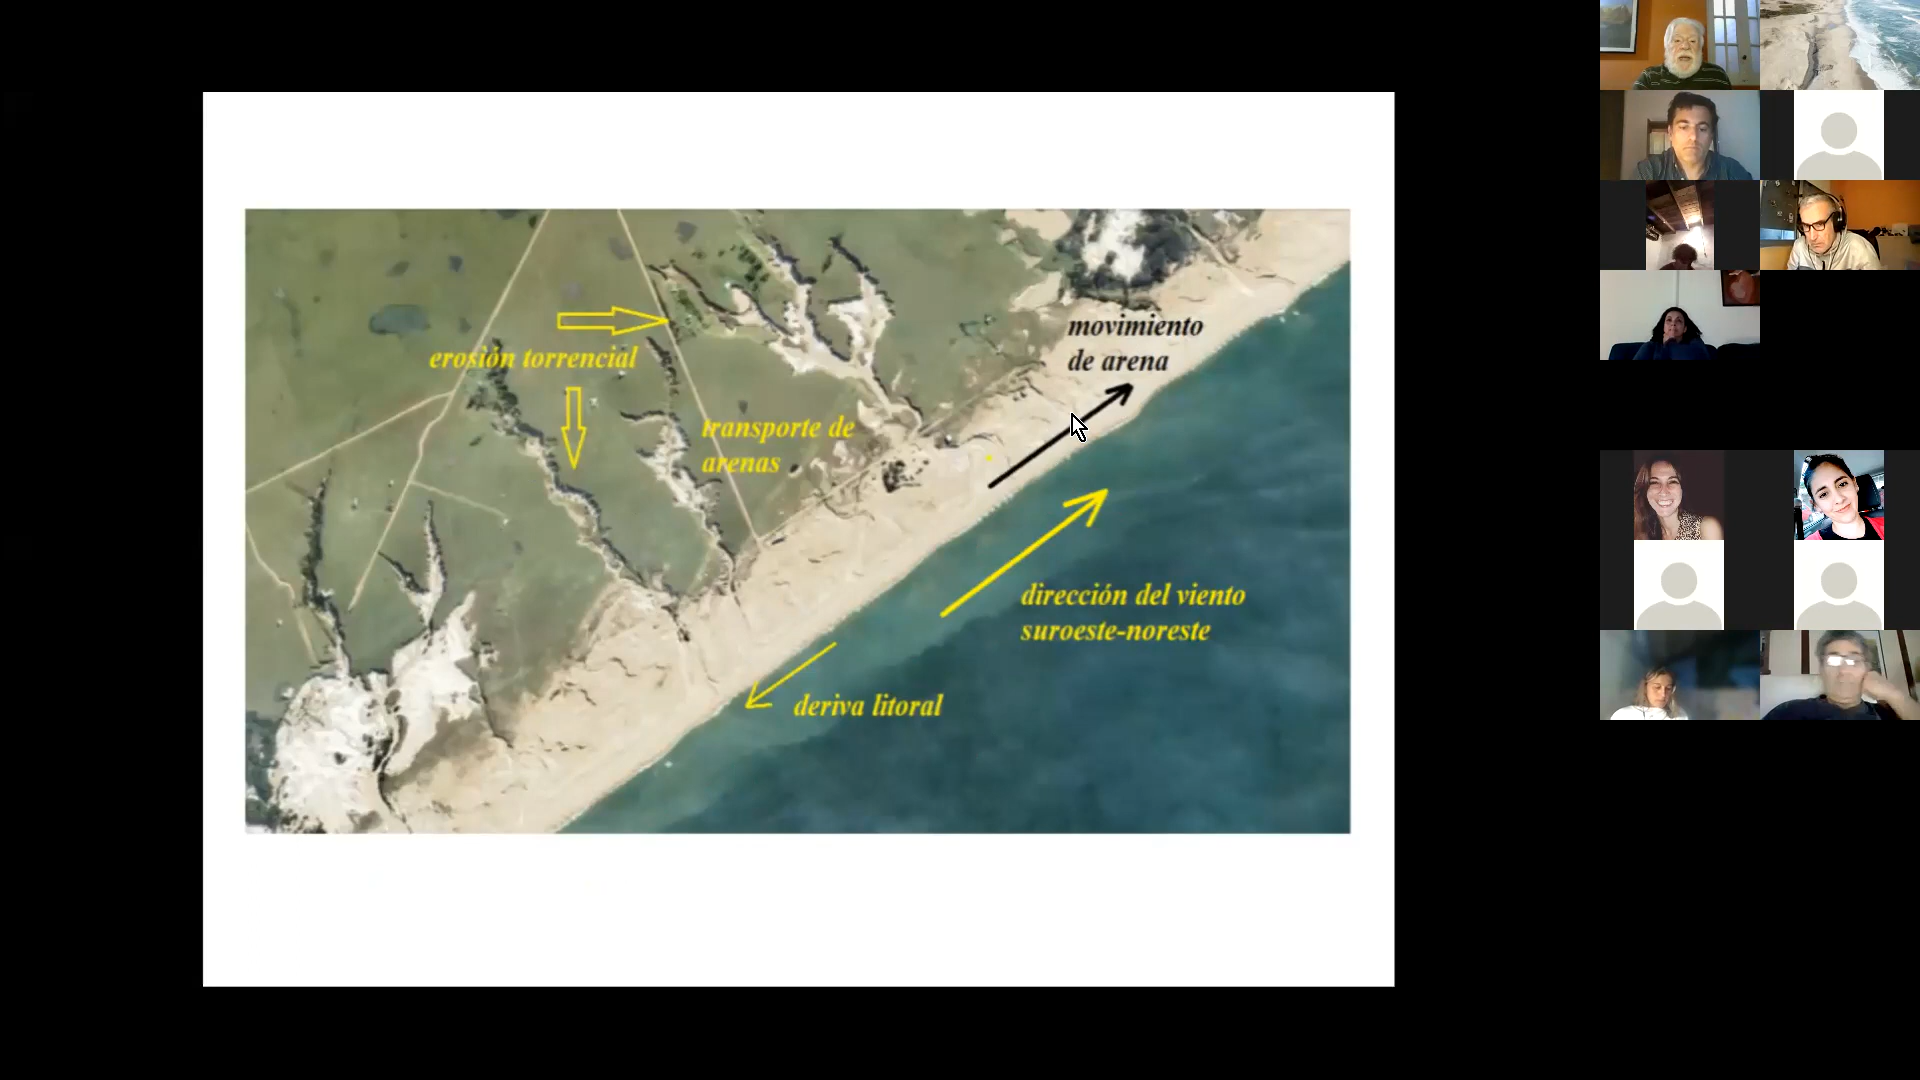 movimiento
de arena
erosión torrencial
transporte de
arenas
dirección del viento
suroeste-noreste
deriva litoral